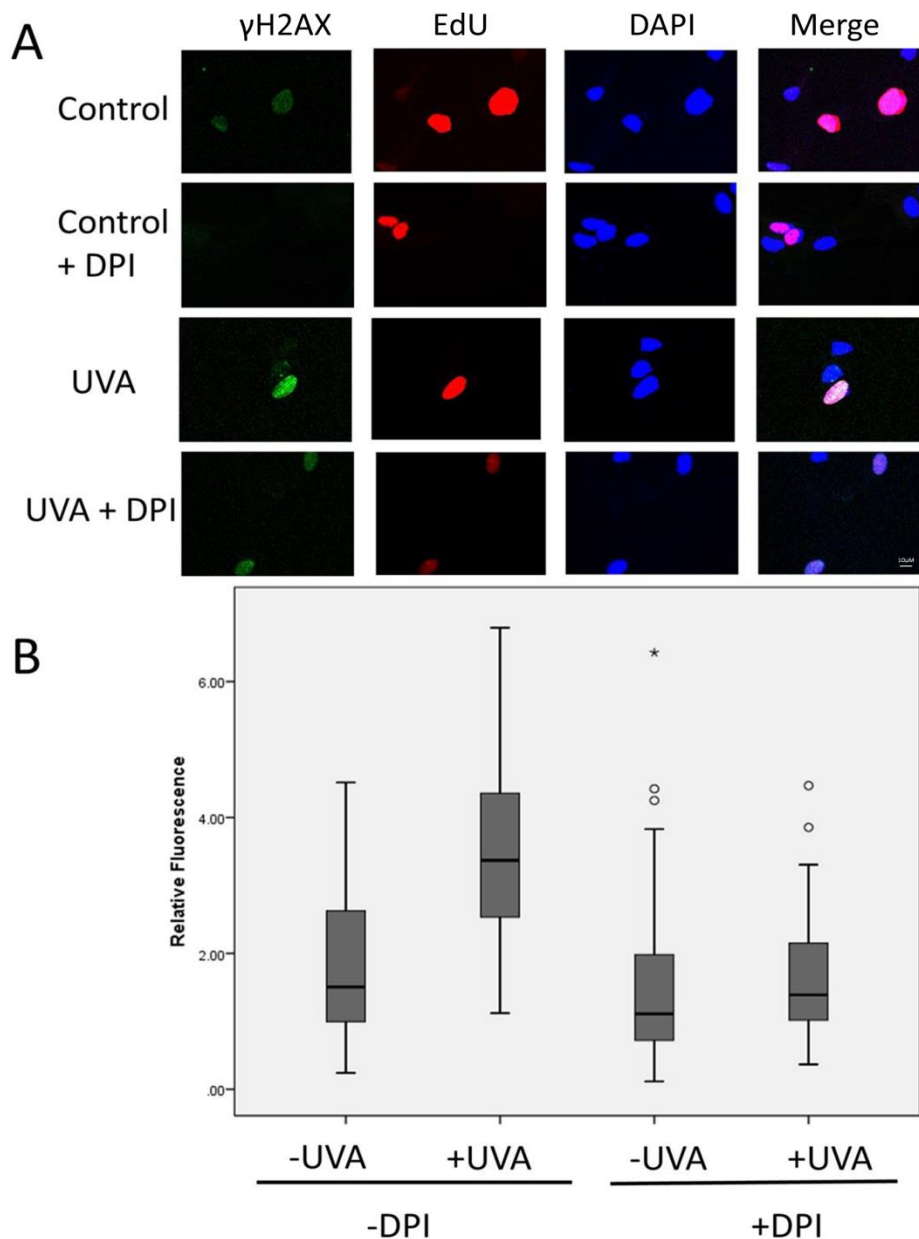 A
γH2AX EdU DAPI Merge
Control
Control
+ DPI
UVA
UVA + DPI
10µM
B
6.00
4.00
2.00
.00
Relative Fluorescence
-UVA +UVA -UVA +UVA
-DPI +DPI